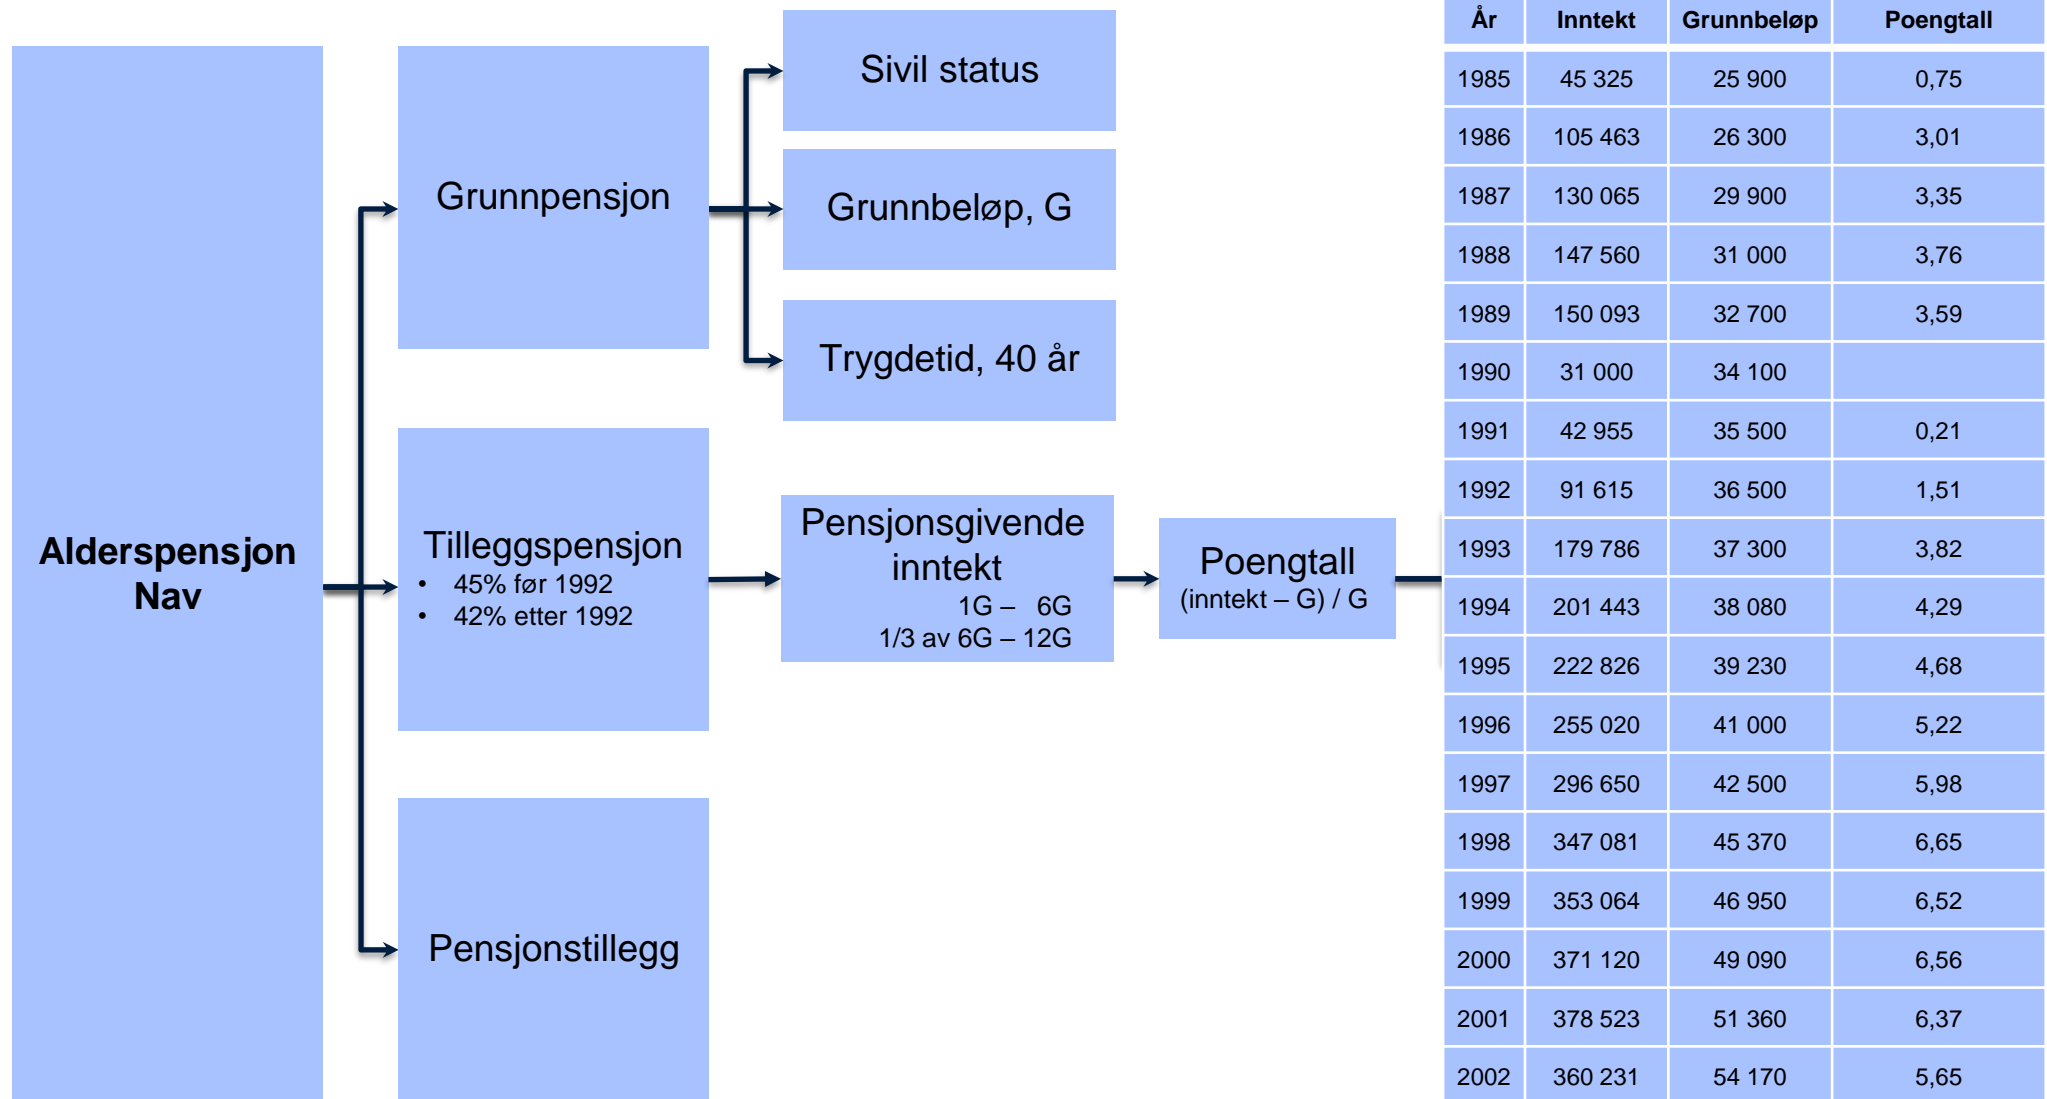 Alderspensjon
Nav
Grunnpensjon
Sivil status
Grunnbeløp, G
Trygdetid, 40 år
Tilleggspensjon
• 45% før 1992
• 42% etter 1992
Pensjonsgivende
inntekt
1G – 6G
1/3 av 6G – 12G
Poengtall
(inntekt – G) / G
Pensjonstillegg
År Inntekt Grunnbeløp Poengtall
1985 45 325 25 900 0,75
1986 105 463 26 300 3,01
1987 130 065 29 900 3,35
1988 147 560 31 000 3,76
1989 150 093 32 700 3,59
1990 31 000 34 100
1991 42 955 35 500 0,21
1992 91 615 36 500 1,51
1993 179 786 37 300 3,82
1994 201 443 38 080 4,29
1995 222 826 39 230 4,68
1996 255 020 41 000 5,22
1997 296 650 42 500 5,98
1998 347 081 45 370 6,65
1999 353 064 46 950 6,52
2000 371 120 49 090 6,56
2001 378 523 51 360 6,37
2002 360 231 54 170 5,65